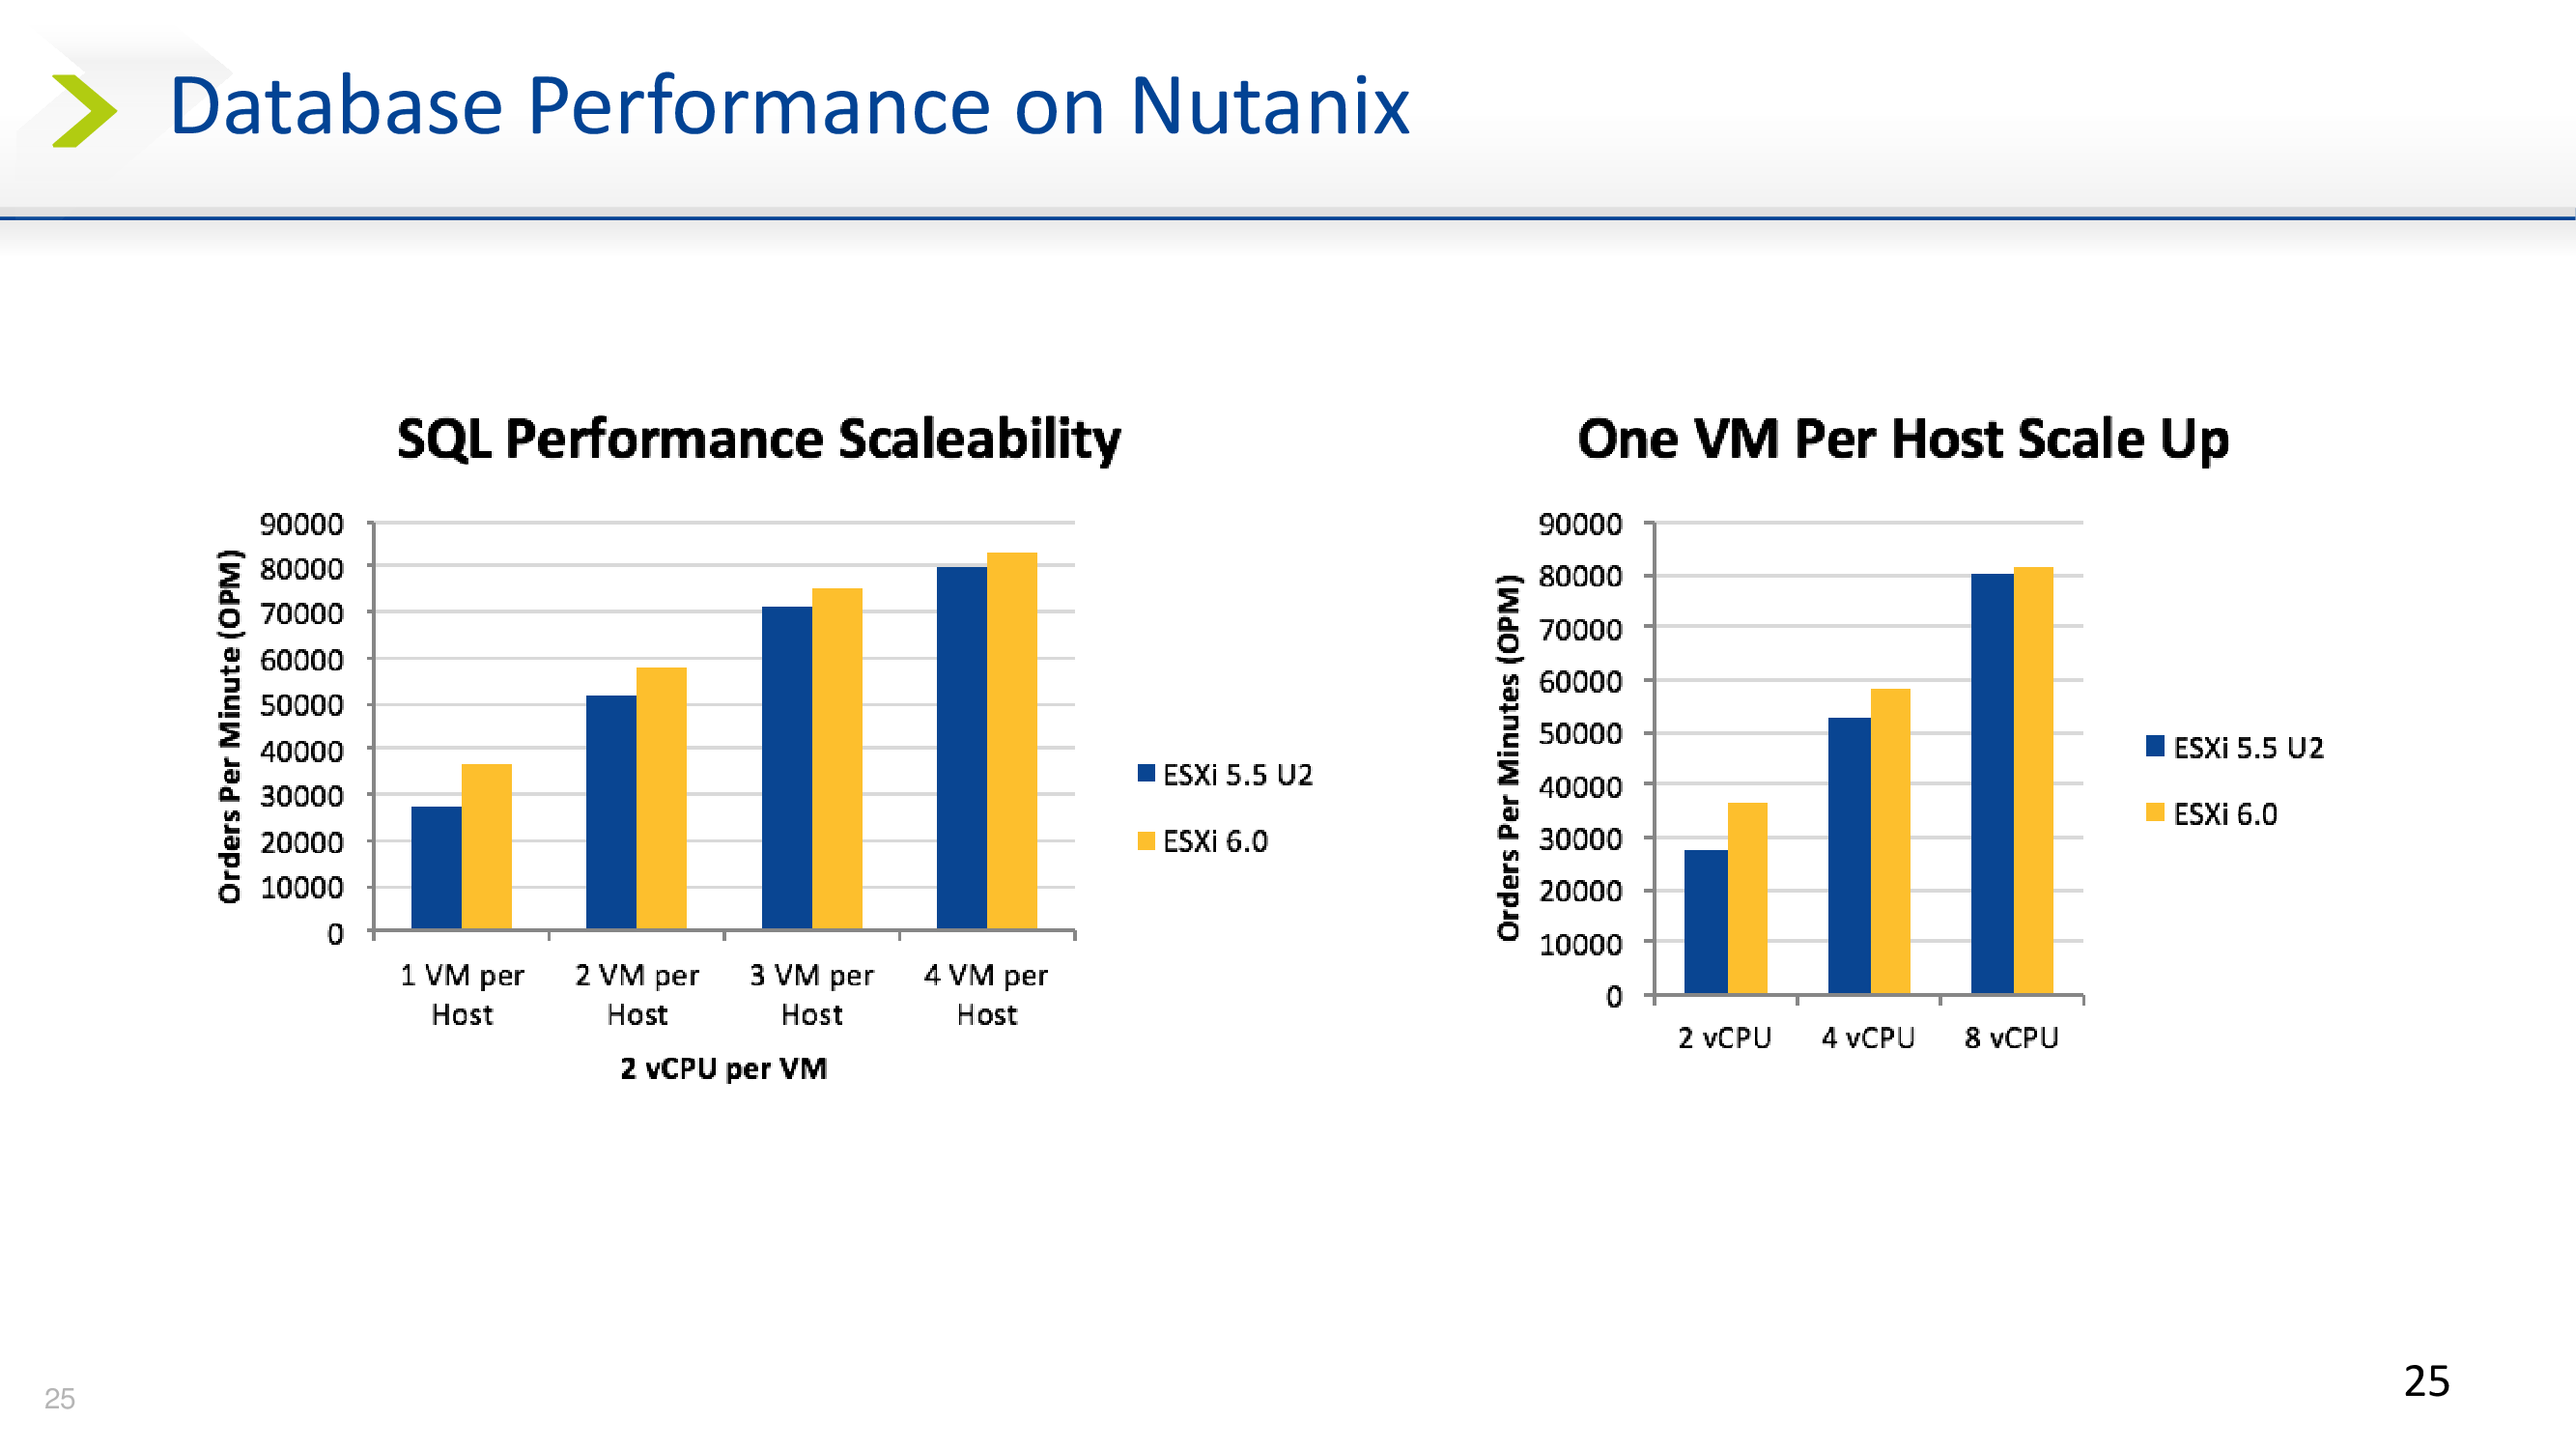 Database Performance on Nutanix
SQL Performance Scaleability
Orders Per Minute (OPM)
90000
80000
70000
60000
50000
40000
30000
20000
10000
0
1 VM per Host
2 VM per Host
3 VM per Host
4 VM per Host
2 vCPU per VM
ESXi 5.5 U2
ESXi 6.0
One VM Per Host Scale Up
Orders Per Minutes (OPM)
90000
80000
70000
60000
50000
40000
30000
20000
10000
0
2 vCPU
4 vCPU
8 vCPU
ESXi 5.5 U2
ESXi 6.0
25
25